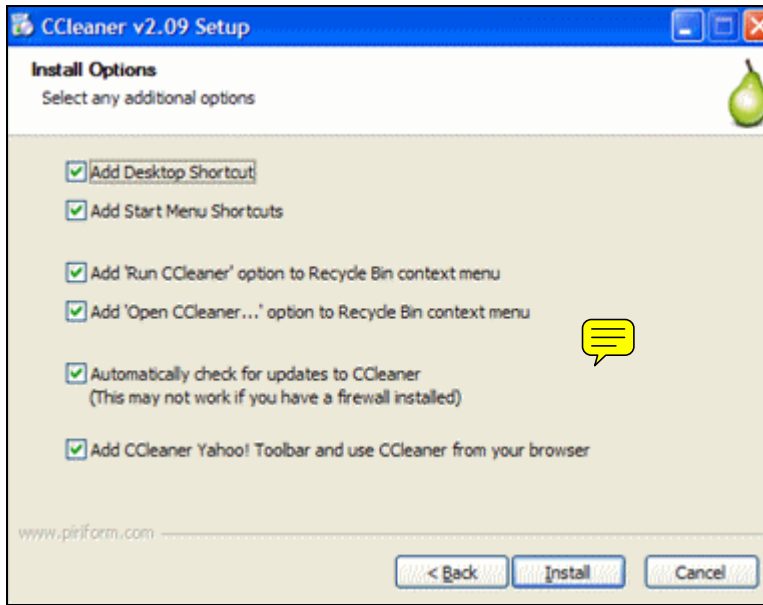 CCleaner v2.09 Setup
Install Options
Select any additional options
Add Desktop Shortcut
Add Start Menu Shortcuts
Add 'Run CCleaner' option to Recycle Bin context menu
Add 'Open CCleaner...' option to Recycle Bin context menu
Automatically check for updates to CCleaner
(This may not work if you have a firewall installed)
Add CCleaner Yahoo! Toolbar and use CCleaner from your browser
www.piriform.com
< Back Install Cancel